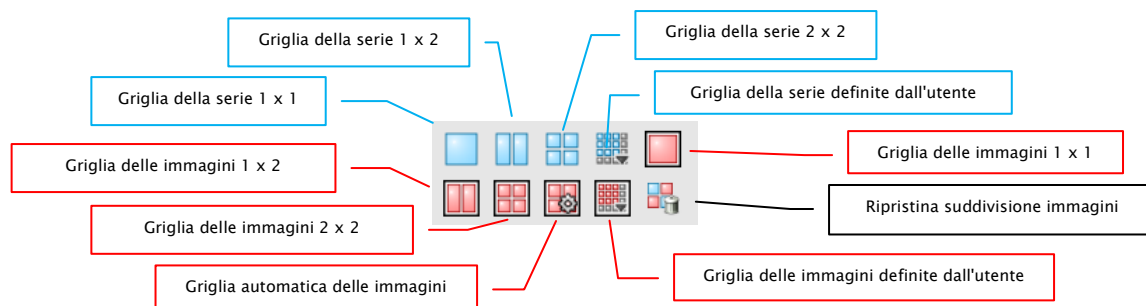 Griglia della serie 1 x 2
Griglia della serie 2 x 2
Griglia della serie 1 x 1
Griglia della serie definite dall'utente
Griglia delle immagini 1 x 2
Griglia delle immagini 1 x 1
Griglia delle immagini 2 x 2
Ripristina suddivisione immagini
Griglia automatica delle immagini
Griglia delle immagini definite dall'utente